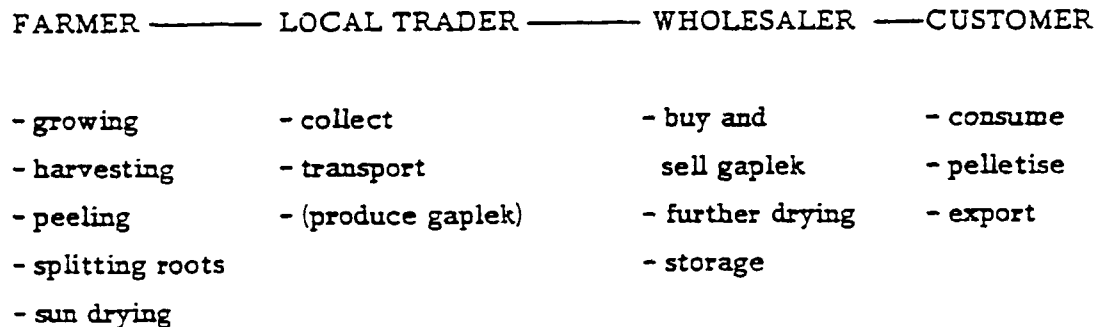 FARMER LOCAL TRADER WHOLESALER CUSTOMER
- growing - collect - buy and - consume
- harvesting - transport sell gaplek - pelletise
- peeling - (produce gaplek) - further drying - export
- splitting roots - storage
- sun drying